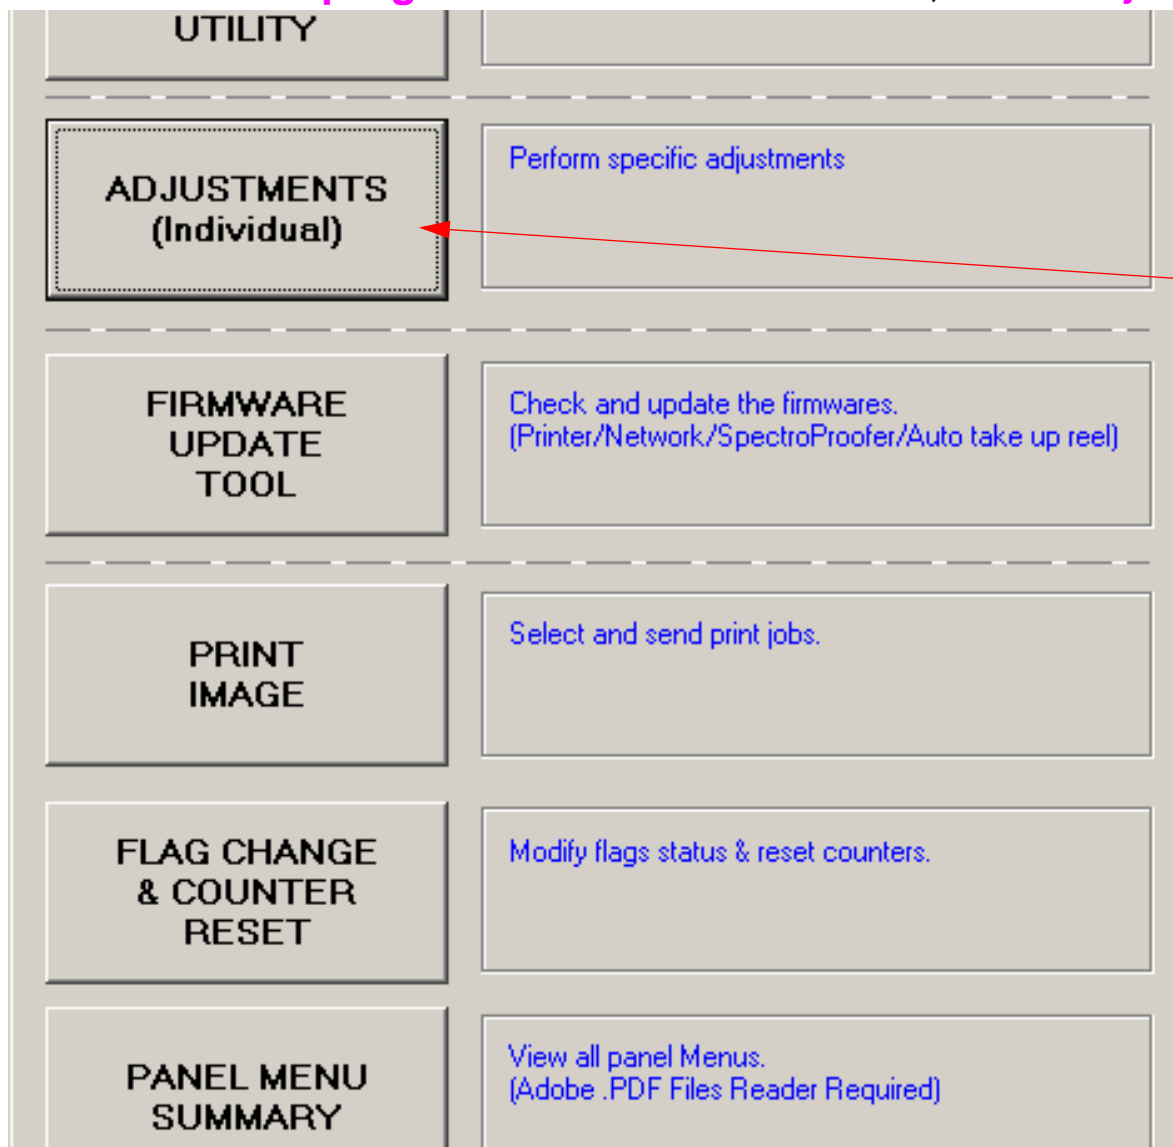 UTILITY
ADJUSTMENTS
(Individual)
Perform specific adjustments
FIRMWARE
UPDATE
TOOL
Check and update the firmwares.
(Printer/Network/SpectroProofer/Auto take up reel)
PRINT
IMAGE
Select and send print jobs.
FLAG CHANGE
& COUNTER
RESET
Modify flags status & reset counters.
PANEL MENU
SUMMARY
View all panel Menus.
(Adobe .PDF Files Reader Required)